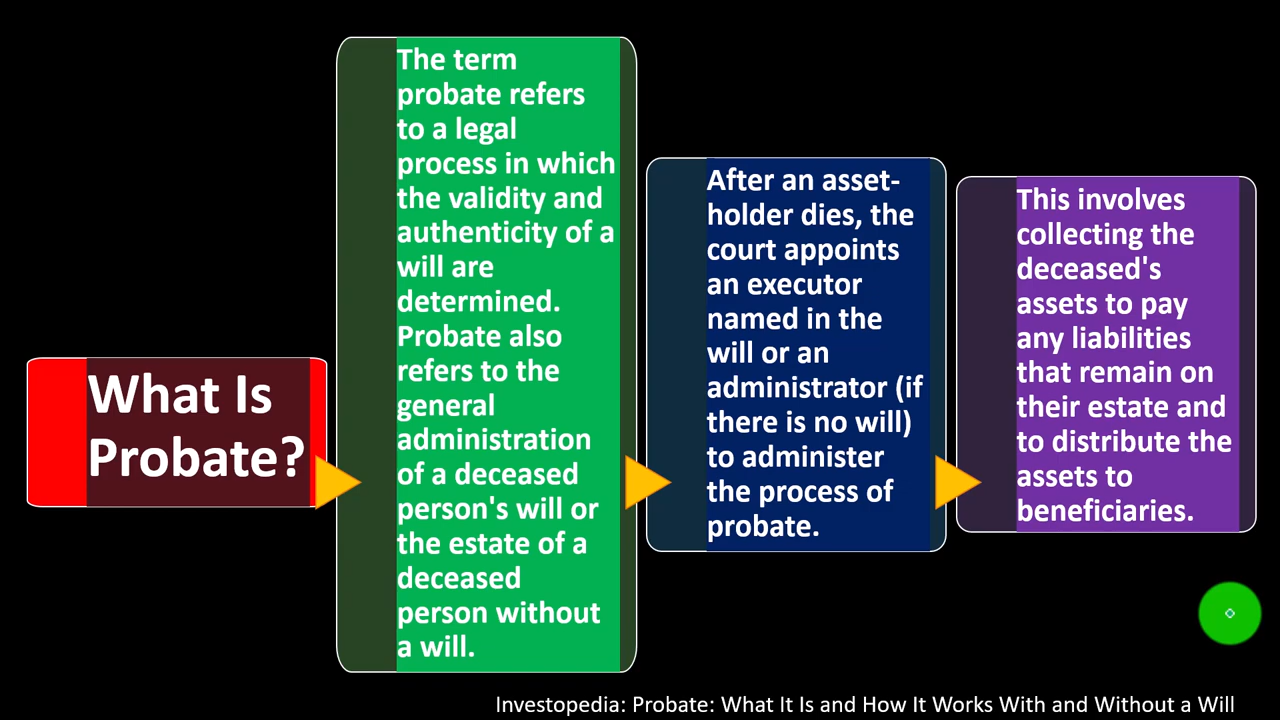 What Is
Probate?
The term
probate refers
to a legal
process in which
the validity and
authenticity of a
will are
determined.
Probate also
refers to the
general
administration
of a deceased
person's will or
the estate of a
deceased
person without
a will.
After an asset-
holder dies, the
court appoints
an executor
named in the
will or an
administrator (if
there is no will)
to administer
the process of
probate.
This involves
collecting the
deceased's
assets to pay
any liabilities
that remain on
their estate and
to distribute the
assets to
beneficiaries.
Investopedia: Probate: What It Is and How It Works With and Without a Will